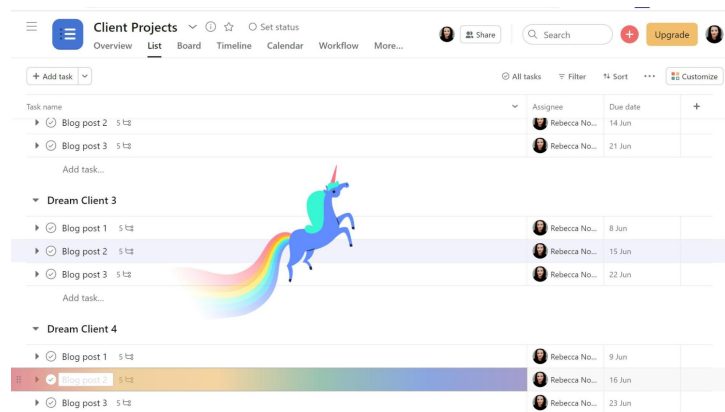 Client Projects Set status
Overview List Board Timeline Calendar Workflow More...
Share Search Upgrade
+ Add task All tasks Filter Sort ... Customize
Task name Assignee Due date +
Blog post 2 5 Rebecca No... 14 Jun
Blog post 3 5 Rebecca No... 21 Jun
Add task...
Dream Client 3
Blog post 1 5 Rebecca No... 8 Jun
Blog post 2 5 Rebecca No... 15 Jun
Blog post 3 5 Rebecca No... 22 Jun
Add task...
Dream Client 4
Blog post 1 5 Rebecca No... 9 Jun
Blog post 2 5 Rebecca No... 16 Jun
Blog post 3 5 Rebecca No... 23 Jun